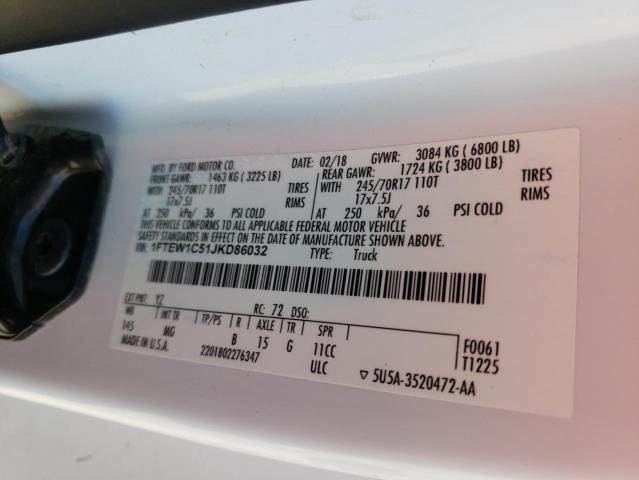 MFD. BY FORD MOTOR CO.
DATE: 02/18 GVWR: 3084 KG ( 6800 LB)
FRONT GAWR: 1463 KG ( 3225 LB) REAR GAWR: 1724 KG ( 3800 LB)
WITH 245/70R17 110T TIRES WITH 245/70R17 110T TIRES
17x7.5J RIMS 17x7.5J RIMS
AT 250 kPa/ 36 PSI COLD AT 250 kPa/ 36 PSI COLD
THIS VEHICLE CONFORMS TO ALL APPLICABLE FEDERAL MOTOR VEHICLE
SAFETY STANDARDS IN EFFECT ON THE DATE OF MANUFACTURE SHOWN ABOVE.
VIN: 1FTEW1C51JKD86032 TYPE: Truck
EXT PNT: YZ RC: 72 DSO:
WB INT TR TP/PS R AXLE TR SPR F0061
145 MG B 15 G 11CC T1225
MADE IN U.S.A. 2201802276347 ULC ▽ 5U5A-3520472-AA